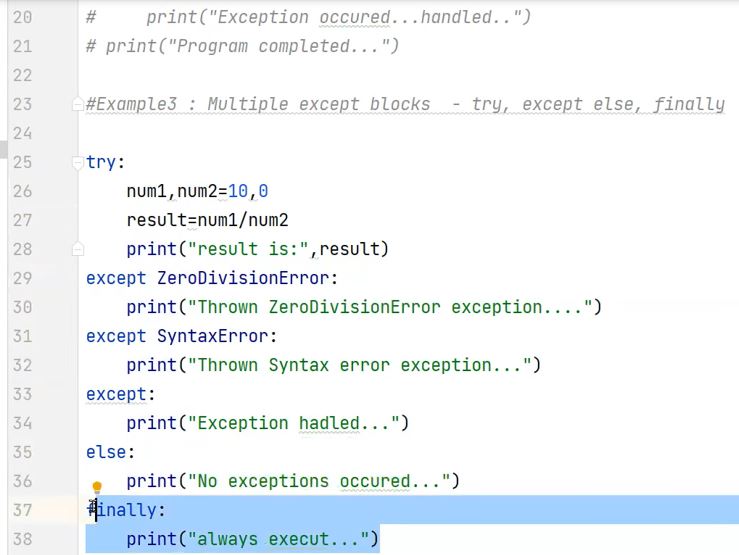 20 #     print("Exception occured...handled..")
21 # print("Program completed...")
22
23 #Example3 : Multiple except blocks  - try, except else, finally
24
25 try:
26     num1,num2=10,0
27     result=num1/num2
28     print("result is:",result)
29 except ZeroDivisionError:
30     print("Thrown ZeroDivisionError exception....")
31 except SyntaxError:
32     print("Thrown Syntax error exception...")
33 except:
34     print("Exception hadled...")
35 else:
36     print("No exceptions occured...")
37 finally:
38     print("always execut...")